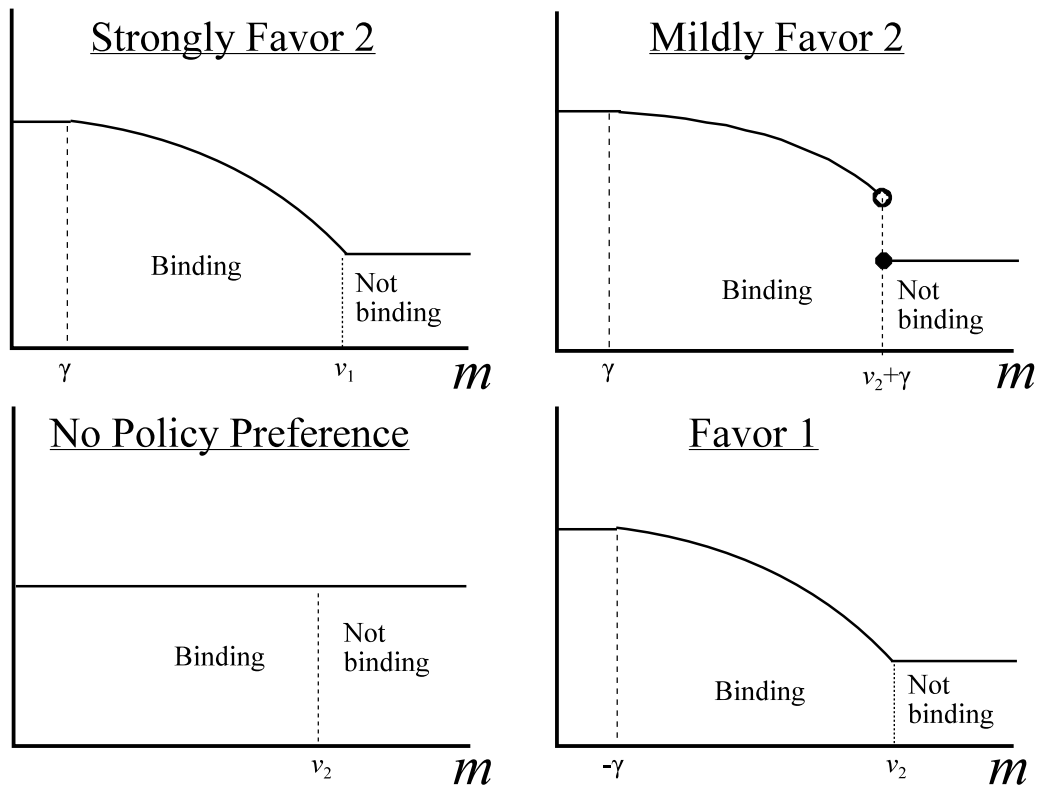 Strongly Favor 2
Binding
Not
binding
γ
v₁
m
Mildly Favor 2
Binding
Not
binding
γ
v₂+γ
m
No Policy Preference
Binding
Not
binding
v₂
m
Favor 1
Binding
Not
binding
-γ
v₂
m